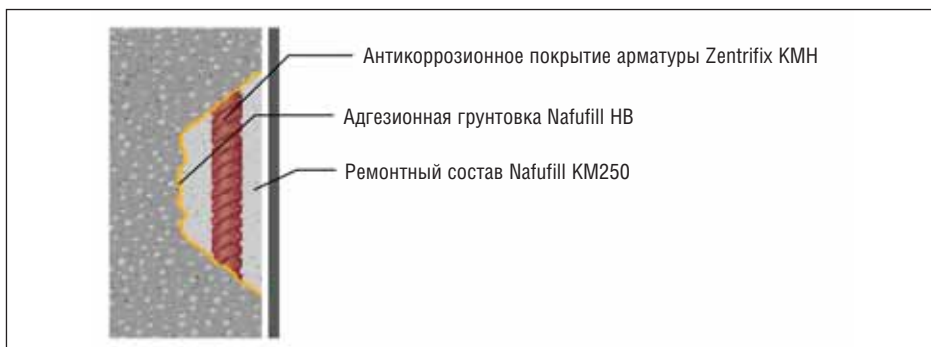 Антикоррозионное покрытие арматуры Zentrifix KMH
Адгезионная грунтовка Nafufill HB
Ремонтный состав Nafufill KM250